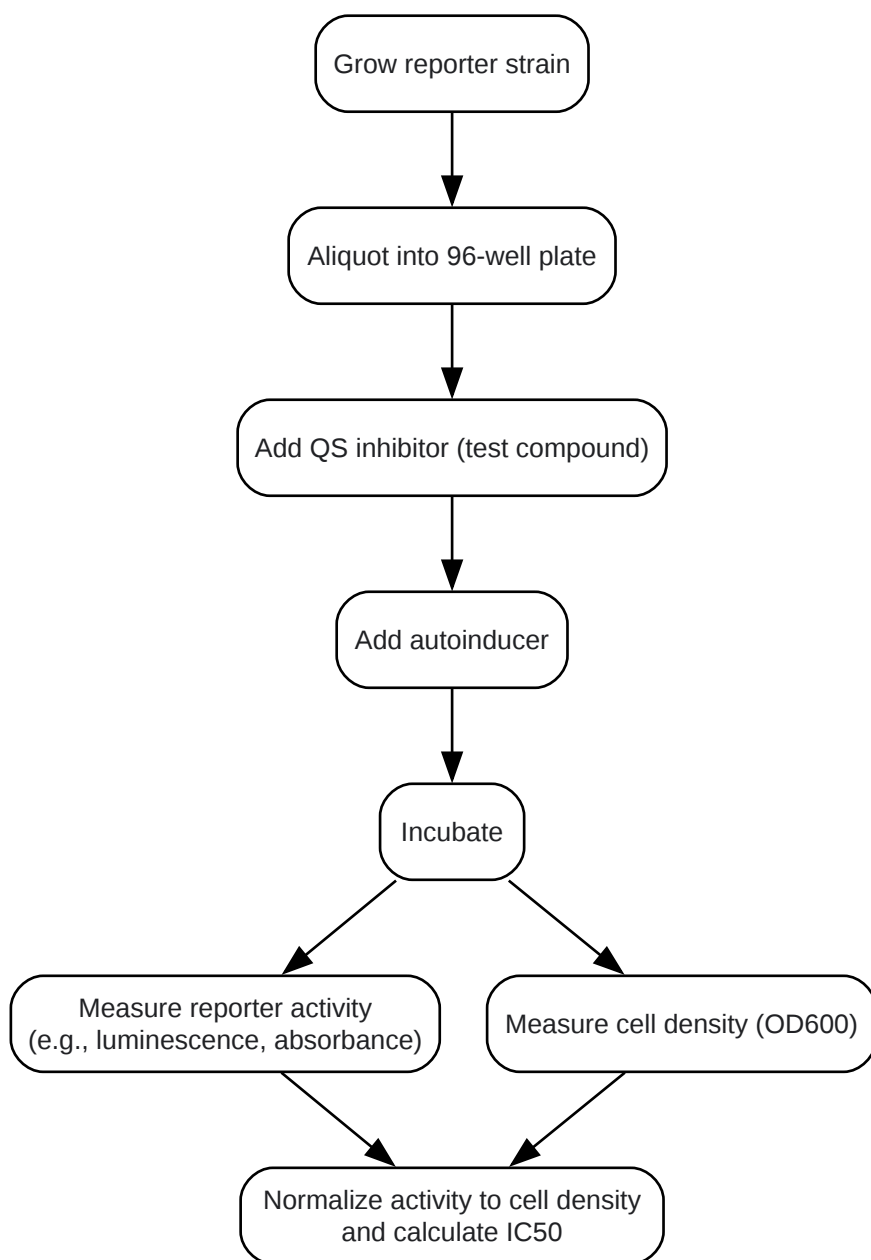 Grow reporter strain
Aliquot into 96-well plate
Add QS inhibitor (test compound)
Add autoinducer
Incubate
Measure reporter activity
(e.g., luminescence, absorbance)
Measure cell density (OD600)
Normalize activity to cell density
and calculate IC50